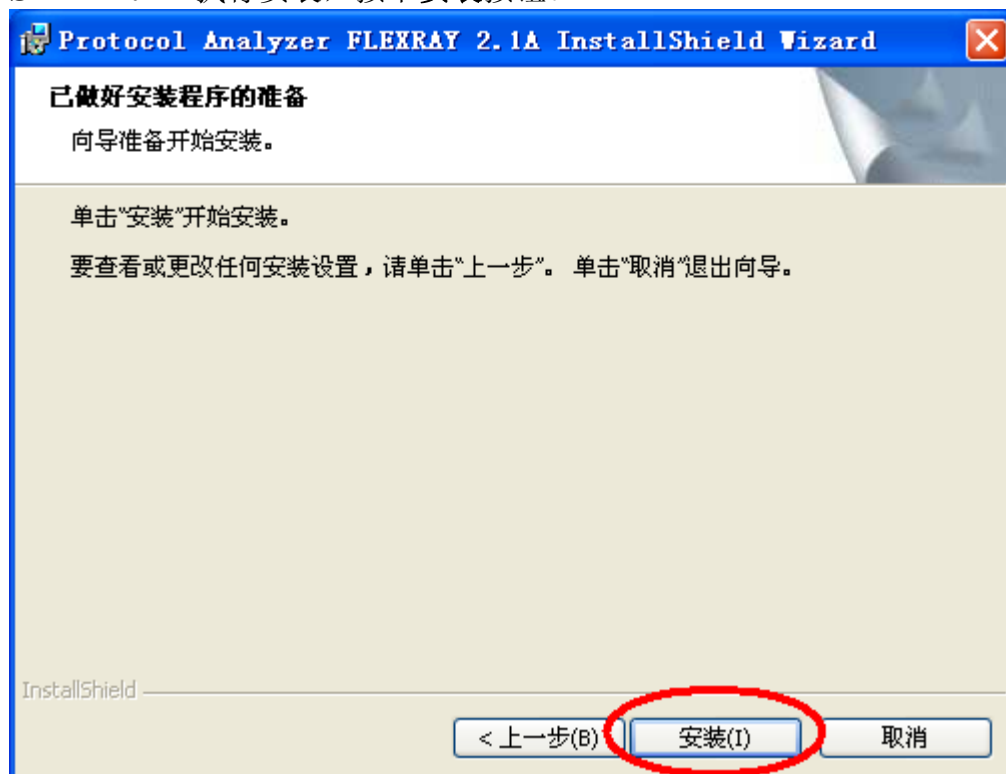 Protocol Analyzer FLEXRAY 2.1A InstallShield Wizard
已做好安装程序的准备
向导准备开始安装。
单击"安装"开始安装。
要查看或更改任何安装设置，请单击"上一步"。 单击"取消"退出向导。
InstallShield
< 上一步(B)
安装(I)
取消